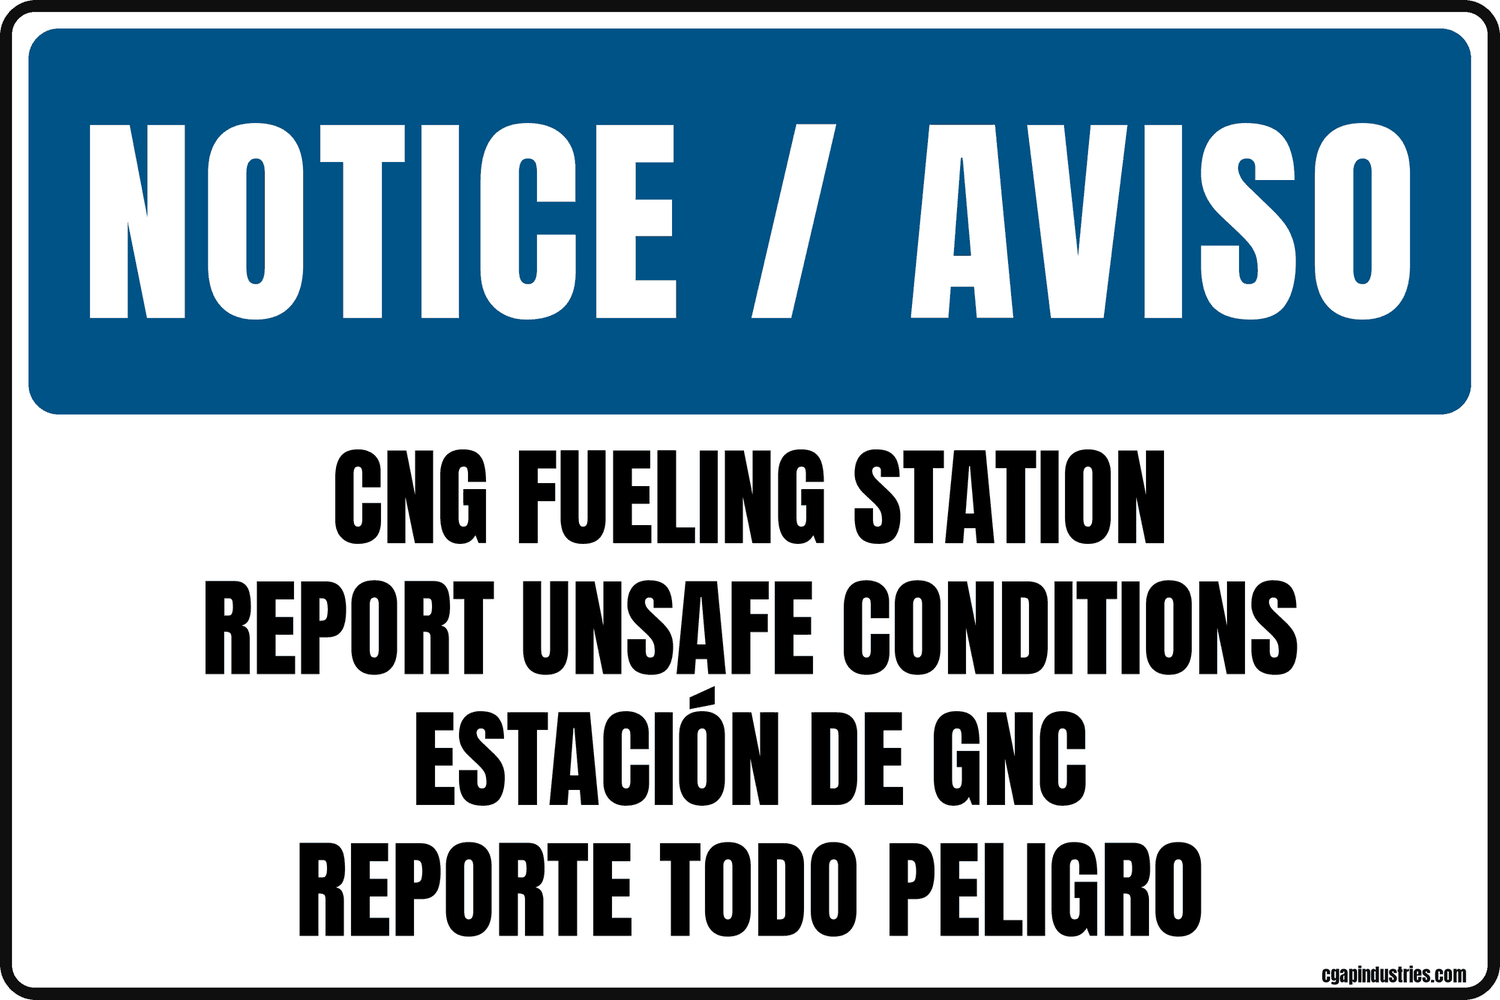 NOTICE / AVISO
CNG FUELING STATION
REPORT UNSAFE CONDITIONS
ESTACIÓN DE GNC
REPORTE TODO PELIGRO
cgapindustries.com